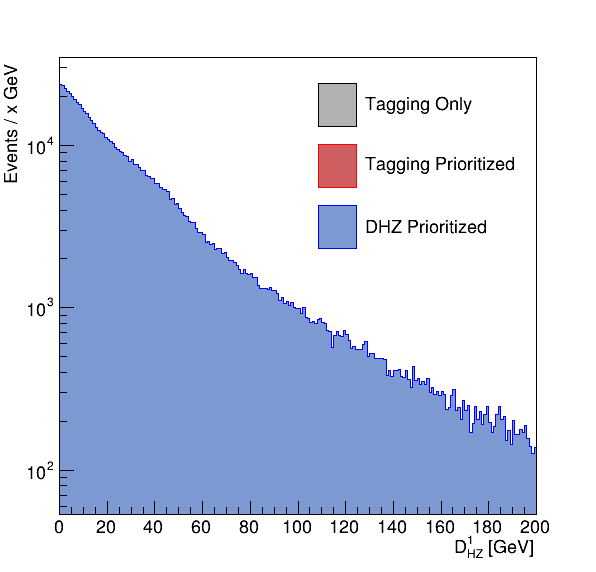 Events / x GeV
Tagging Only
Tagging Prioritized
DHZ Prioritized
10⁴
10³
10²
0 20 40 60 80 100 120 140 160 180 200
D¹_HZ [GeV]